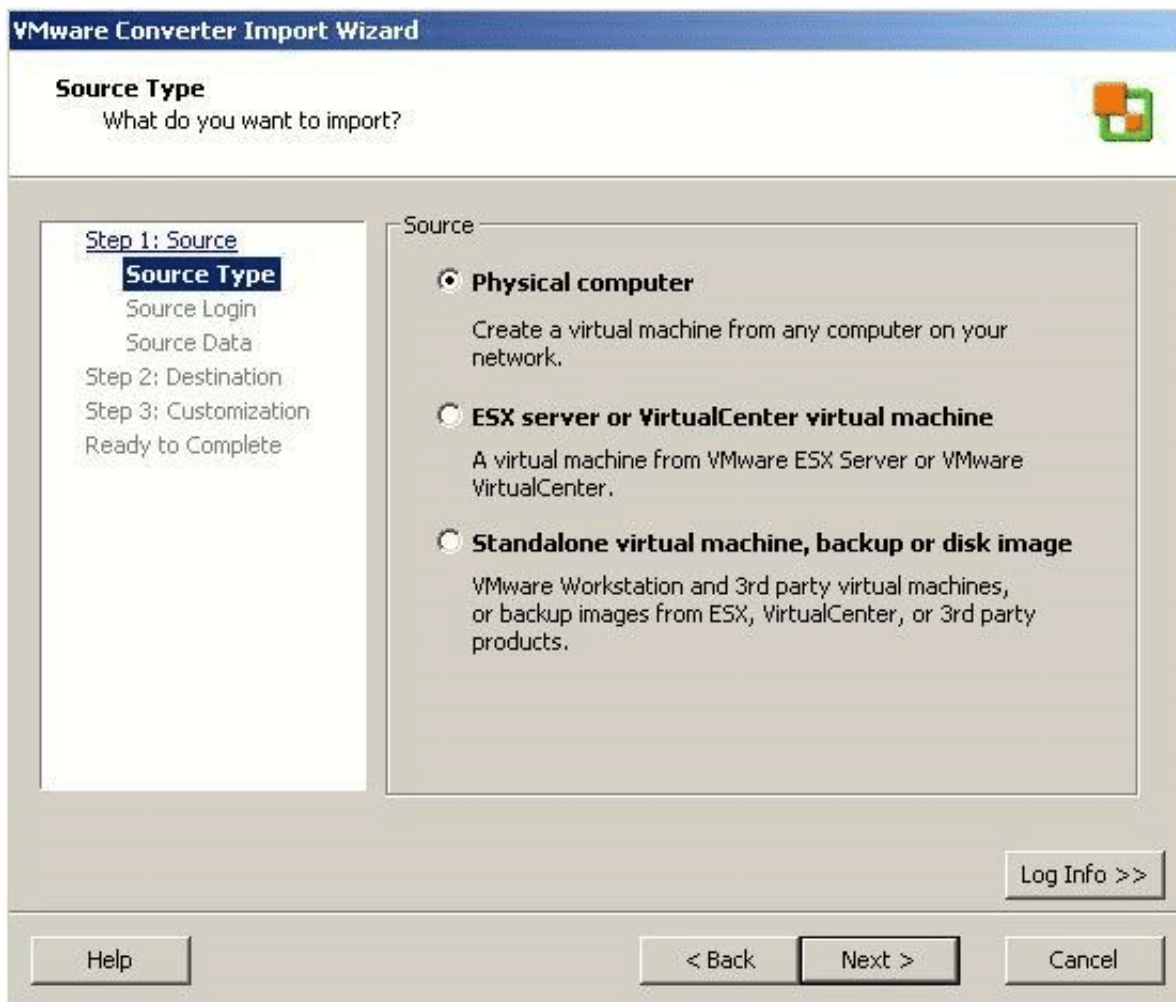 VMware Converter Import Wizard
Source Type
What do you want to import?
Step 1: Source
Source Type
Source Login
Source Data
Step 2: Destination
Step 3: Customization
Ready to Complete
Source
Physical computer
Create a virtual machine from any computer on your
network.
ESX server or VirtualCenter virtual machine
A virtual machine from VMware ESX Server or VMware
VirtualCenter.
Standalone virtual machine, backup or disk image
VMware Workstation and 3rd party virtual machines,
or backup images from ESX, VirtualCenter, or 3rd party
products.
Log Info >>
Help
< Back
Next >
Cancel